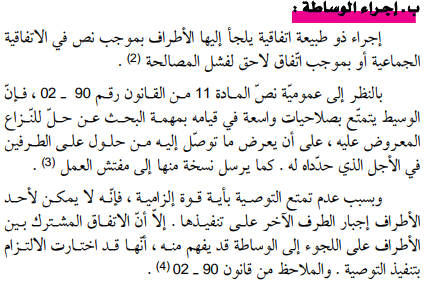 ب. إجراء الوساطة :
إجراء ذو طبيعة اتفاقية يلجأ إليها الأطراف بموجب نص في الاتفاقية
الجماعية أو بموجب اتّفاق لاحق لفشل المصالحة (2) .
بالنظر إلى عموميّة نصّ المادة 11 من القانون رقم 90 ـ 02 ، فإنّ
الوسيط يتمتّع بصلاحيات واسعة في قيامه بمهمة البحث عن حلّ للنّزاع
المعروض عليه ، على أن يعرض ما توصّل إليه من حلول على الطرفين
في الأجل الذي حدّداه له . كما يرسل نسخة منها إلى مفتش العمل (3) .
وبسبب عدم تمتع التوصية بأية قوة إلزامية ، فإنّه لا يمكن لأحد
الأطراف إجبار الطرف الآخر على تنفيذها . إلاّ أنّ الاتفاق المشترك بين
الأطراف على اللجوء إلى الوساطة قد يفهم منه ، أنّها قد اختارت الالتزام
بتنفيذ التوصية . والملاحظ من قانون 90 ـ 02 (4) .